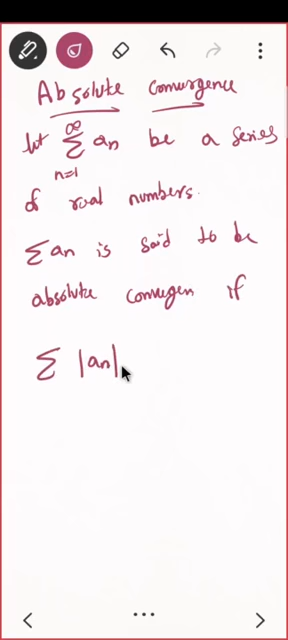 Absolute Convergence
let ∞∑n=1 an be a series
of real numbers.
∑an is said to be
absolute convergen if
∑ |an|